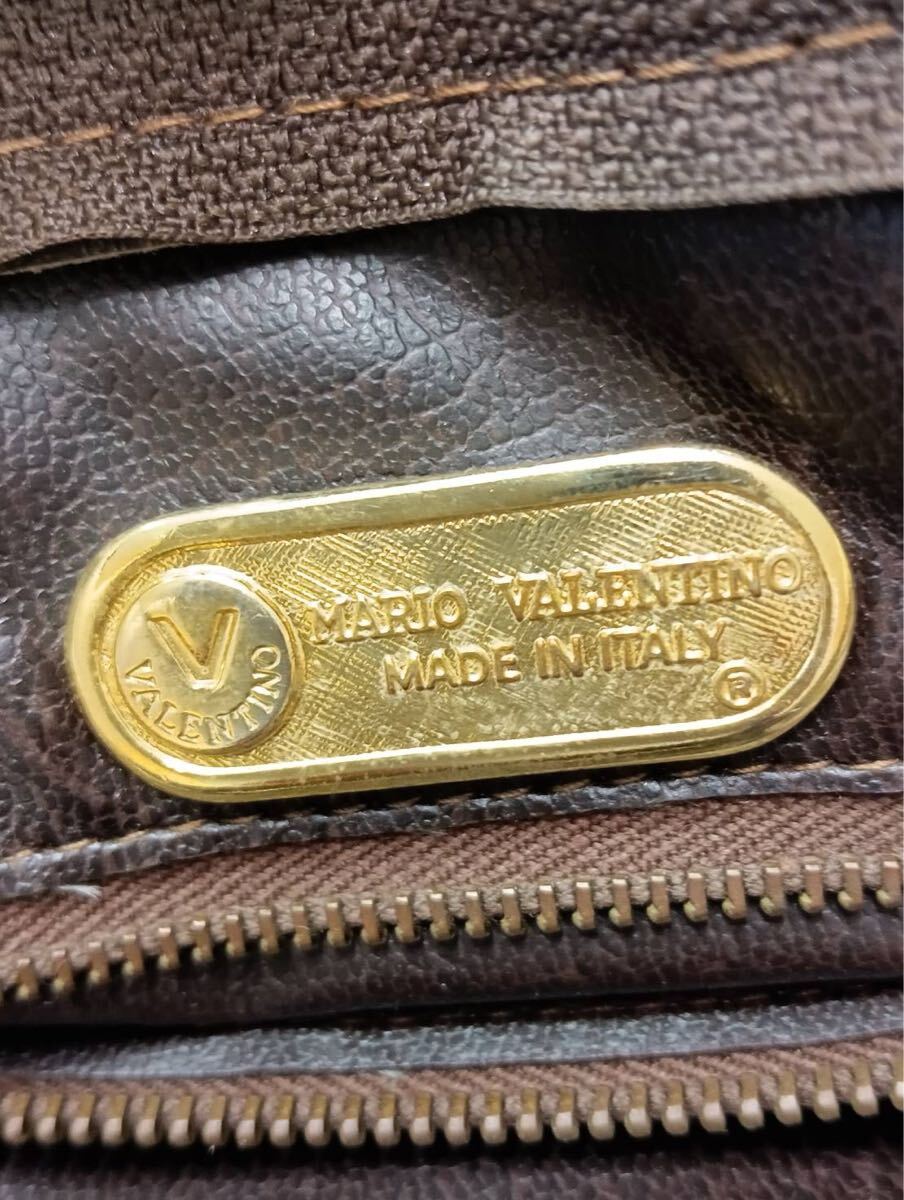 V
VALENTINO
MARIO VALENTINO
MADE IN ITALY
®